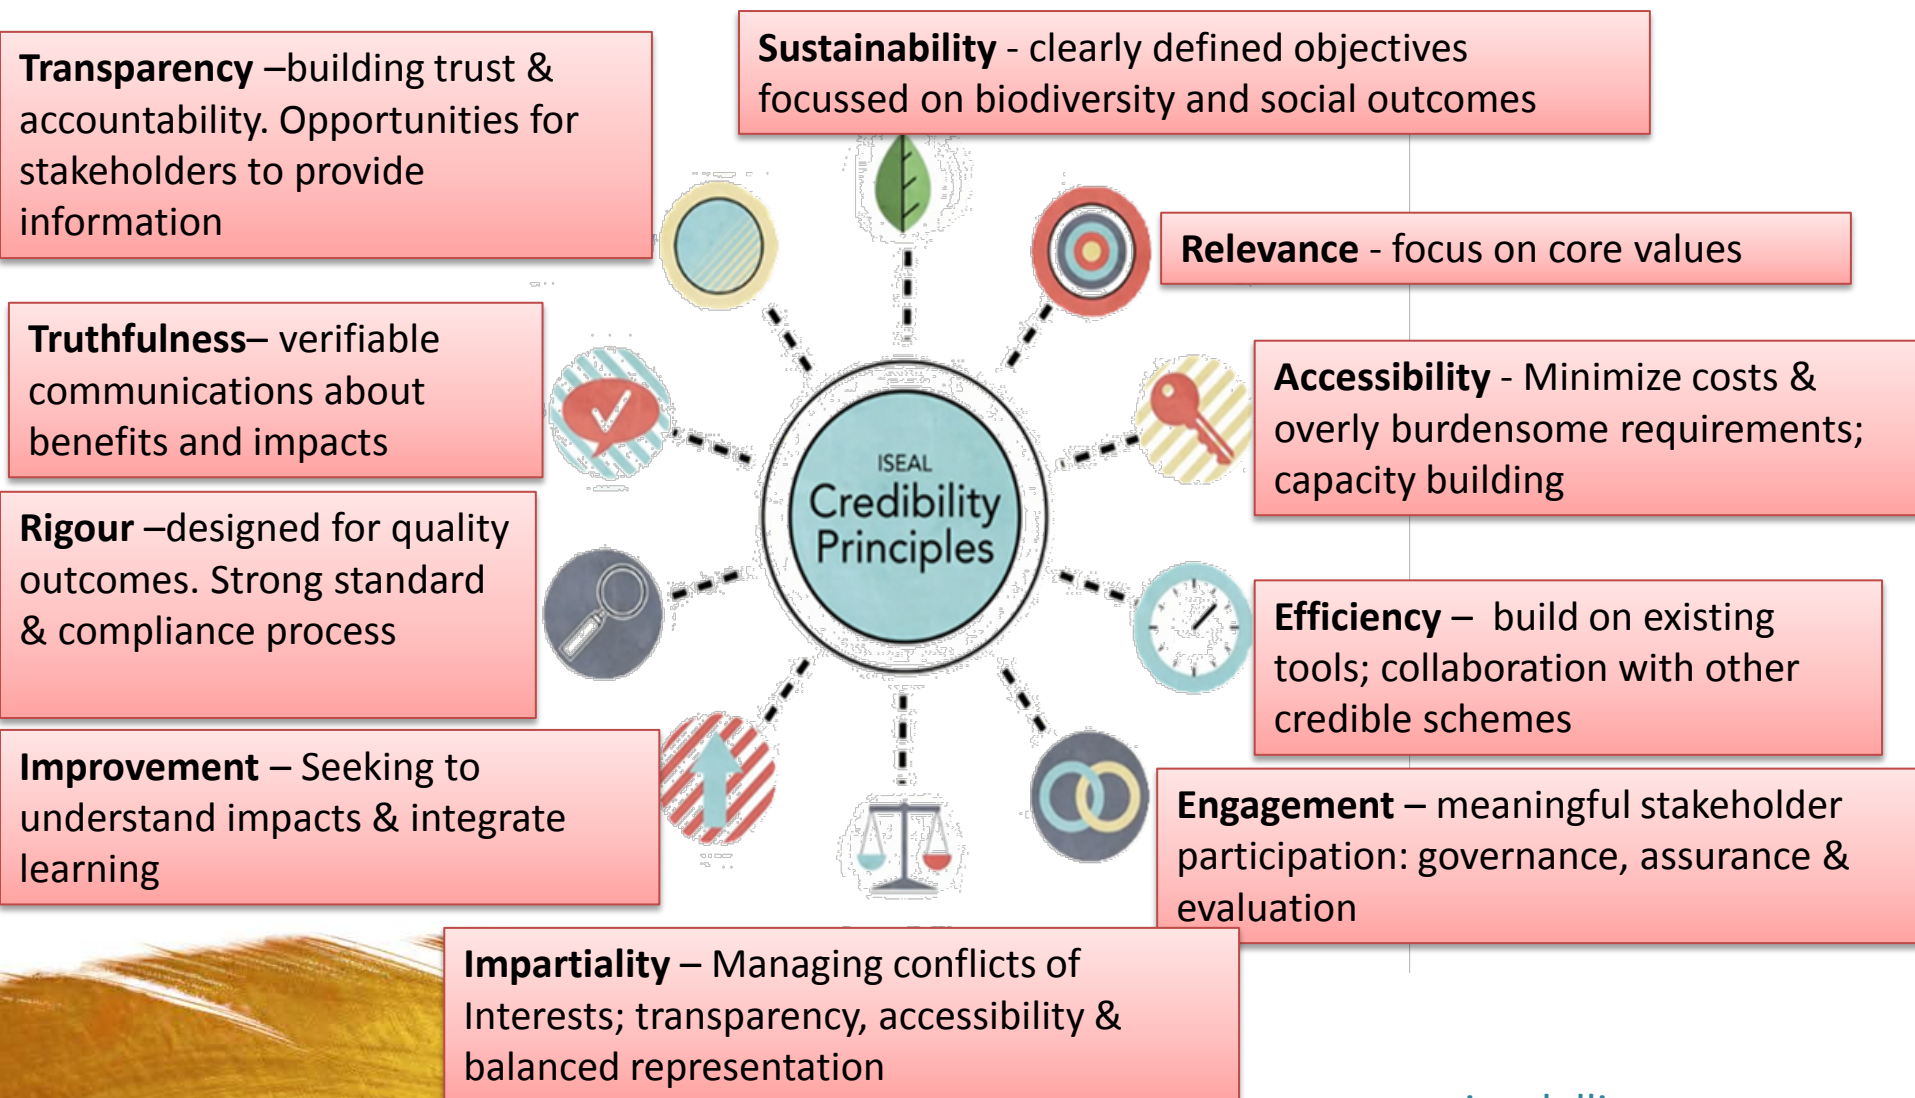 Transparency –building trust &
accountability. Opportunities for
stakeholders to provide
information
Sustainability - clearly defined objectives
focussed on biodiversity and social outcomes
Relevance - focus on core values
Truthfulness– verifiable
communications about
benefits and impacts
Accessibility - Minimize costs &
overly burdensome requirements;
capacity building
ISEAL
Credibility
Principles
Rigour –designed for quality
outcomes. Strong standard
& compliance process
Efficiency – build on existing
tools; collaboration with other
credible schemes
Improvement – Seeking to
understand impacts & integrate
learning
Engagement – meaningful stakeholder
participation: governance, assurance &
evaluation
Impartiality – Managing conflicts of
Interests; transparency, accessibility &
balanced representation